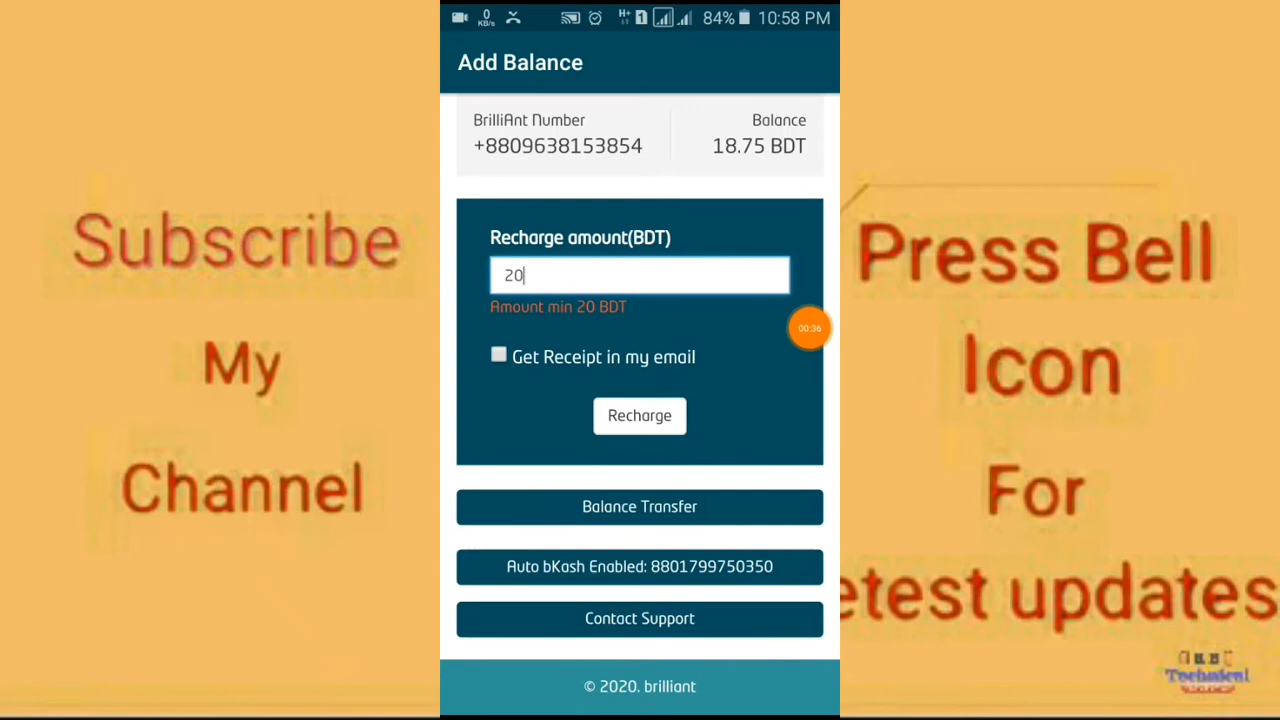 0
KB/s
H+
1
84%
10:58 PM
Add Balance
BrilliAnt Number
Balance
+8809638153854
18.75 BDT
Recharge amount(BDT)
20
Amount min 20 BDT
00:36
Get Receipt in my email
Recharge
Balance Transfer
Auto bKash Enabled: 8801799750350
Contact Support
© 2020. brilliant
Subscribe
My
Channel
Press Bell
Icon
For
etest updates
Technical